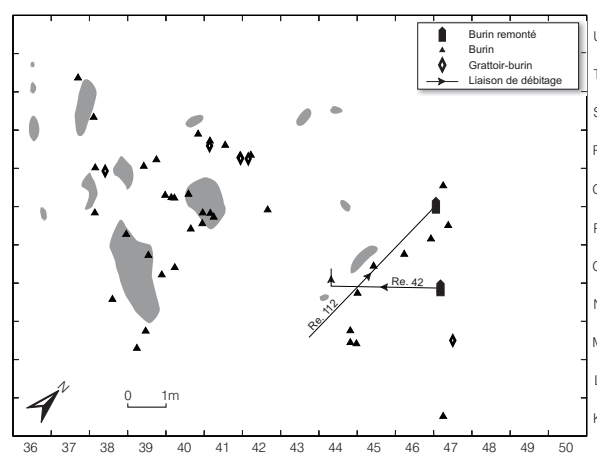 Burin remonté
Burin
Grattoir-burin
Liaison de débitage
U
T
S
R
Q
P
O
N
M
L
K
Re. 42
Re. 112
N
0 1m
36 37 38 39 40 41 42 43 44 45 46 47 48 49 50